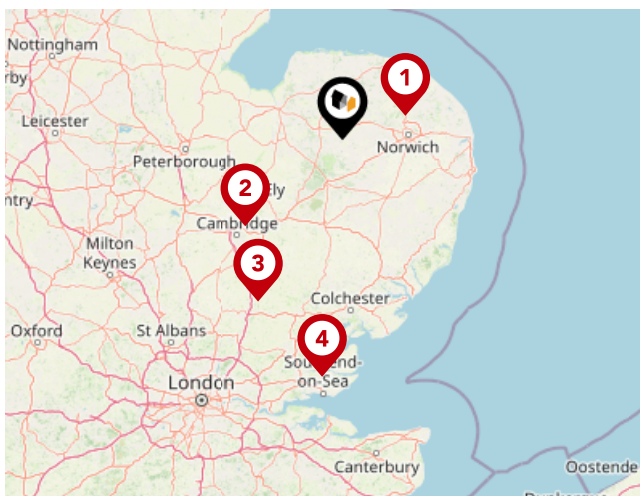 Nottingham
rby
1
Leicester
Norwich
Peterborough
2
Ely
ntry
Cambridge
Milton
Keynes
3
Colchester
Oxford
St Albans
4
Southend-
on-Sea
London
Canterbury
Oostende